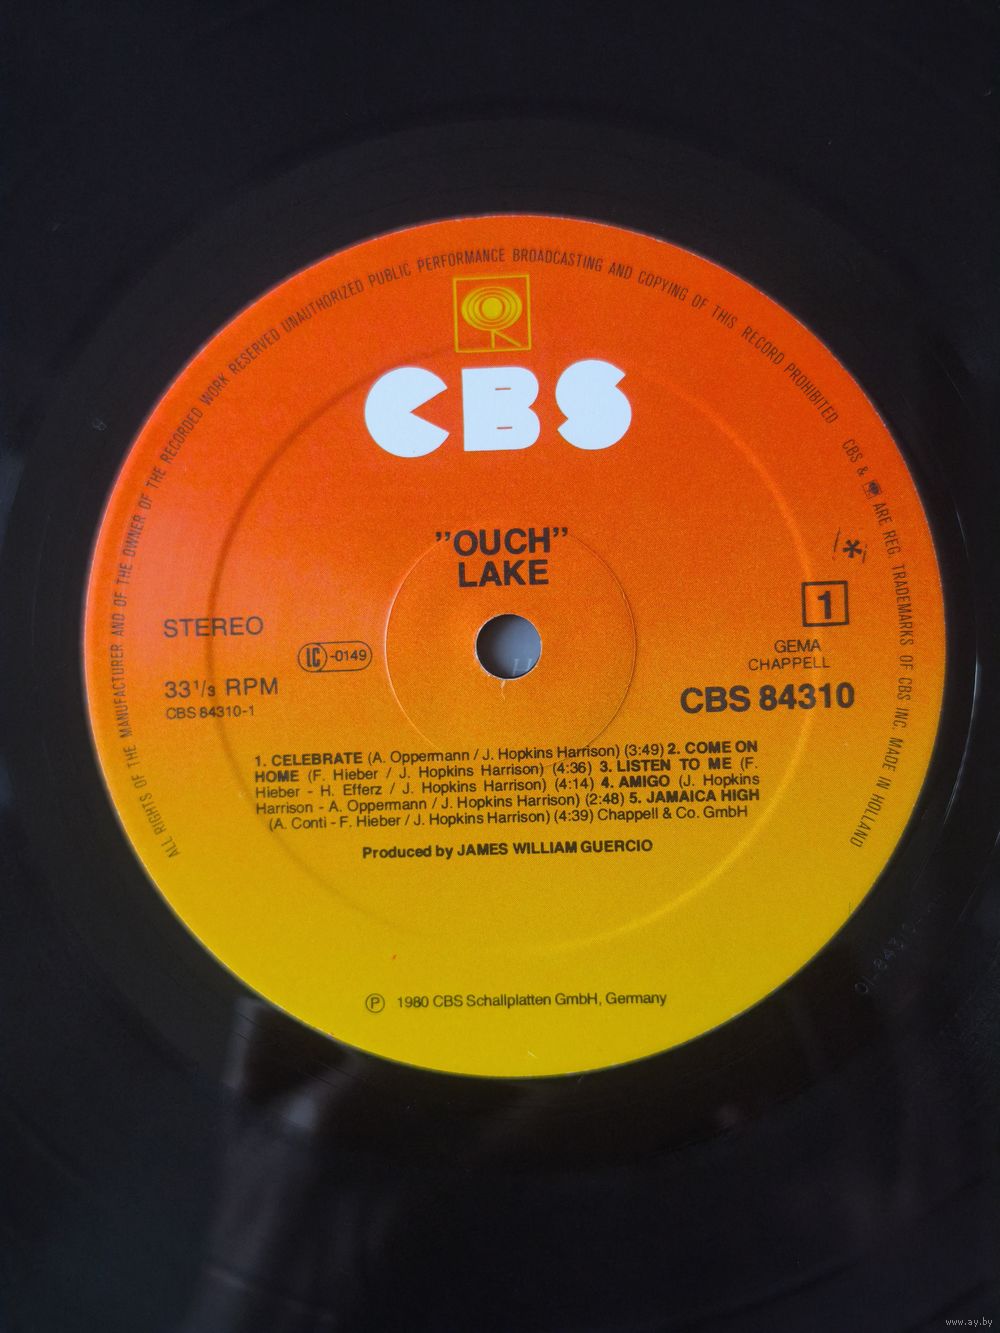 ALL RIGHTS OF THE MANUFACTURER AND OF THE OWNER OF THE RECORDED WORK RESERVED UNAUTHORIZED PUBLIC PERFORMANCE BROADCASTING AND COPYING OF THIS RECORD PROHIBITED CBS & ARE REG. TRADEMARKS OF CBS INC. MADE IN HOLLAND
CBS
"OUCH"
LAKE
*
STEREO
1
LC -0149
GEMA
CHAPPELL
33 1/3 RPM
CBS 84310
CBS 84310-1
1. CELEBRATE (A. Oppermann / J. Hopkins Harrison) (3:49) 2. COME ON
HOME (F. Hieber / J. Hopkins Harrison) (4:36) 3. LISTEN TO ME (F.
Hieber - H. Efferz / J. Hopkins Harrison) (4:14) 4. AMIGO (J. Hopkins
Harrison - A. Oppermann / J. Hopkins Harrison) (2:48) 5. JAMAICA HIGH
(A. Conti - F. Hieber / J. Hopkins Harrison) (4:39) Chappell & Co. GmbH
Produced by JAMES WILLIAM GUERCIO
℗ 1980 CBS Schallplatten GmbH, Germany
www.ay.by